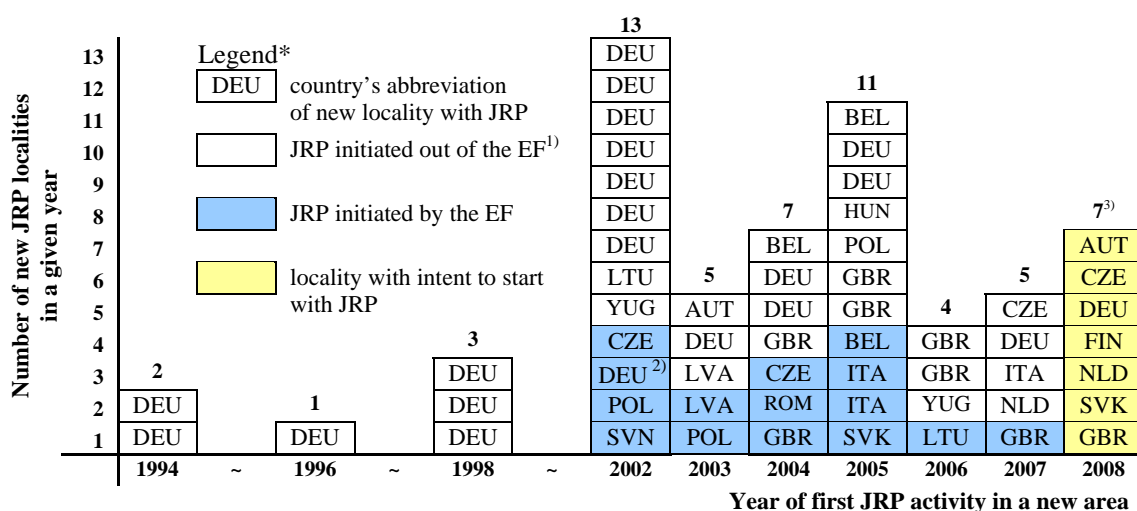 13
13 Legend* DEU
12 DEU country's abbreviation DEU 11
of new locality with JRP
11 DEU BEL
10 JRP initiated out of the EF1) DEU DEU
9 DEU DEU
8 JRP initiated by the EF DEU 7 HUN 73)
7 DEU BEL POL AUT
6 locality with intent to start LTU 5 DEU GBR 5 CZE
with JRP
5 YUG AUT DEU GBR 4 CZE DEU
4 3 CZE DEU GBR BEL GBR DEU FIN
3 2 DEU DEU 2) LVA CZE ITA GBR ITA NLD
2 DEU 1 DEU POL LVA ROM ITA YUG NLD SVK
1 DEU DEU DEU SVN POL GBR SVK LTU GBR GBR
1994 ~ 1996 ~ 1998 ~ 2002 2003 2004 2005 2006 2007 2008
Year of first JRP activity in a new area
Number of new JRP localities
in a given year